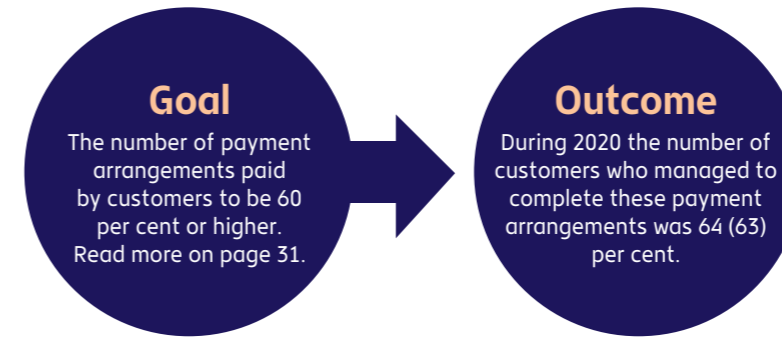 Goal
The number of payment
arrangements paid
by customers to be 60
per cent or higher.
Read more on page 31.
Outcome
During 2020 the number of
customers who managed to
complete these payment
arrangements was 64 (63)
per cent.